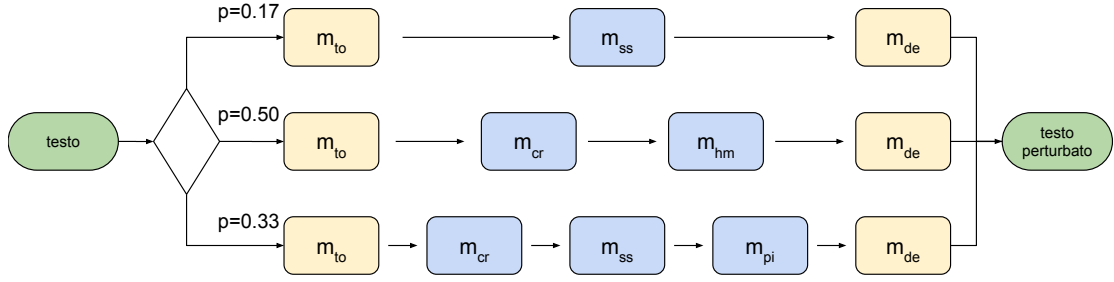 p=0.17
m_to
m_ss
m_de
testo
p=0.50
m_to
m_cr
m_hm
m_de
testo
perturbato
p=0.33
m_to
m_cr
m_ss
m_pi
m_de